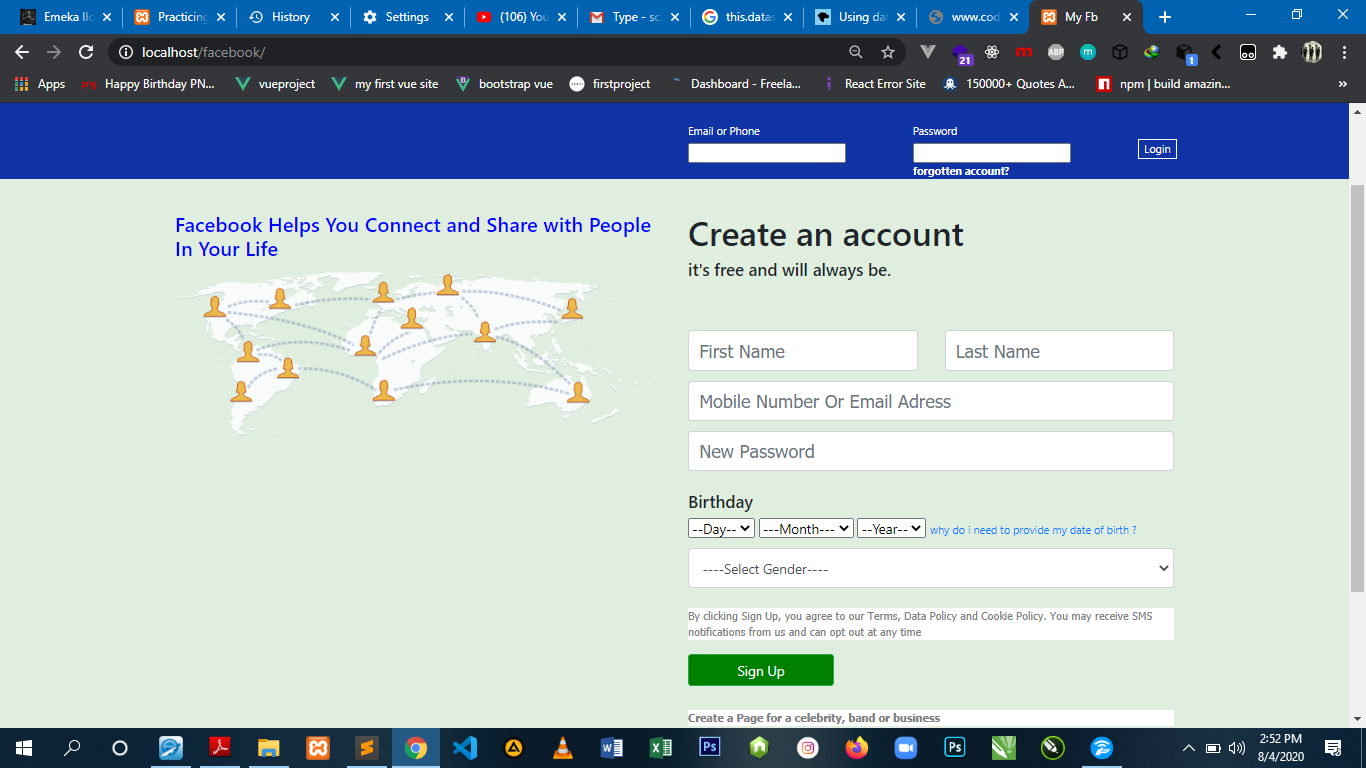 Emeka Ilo
Practicing
History
Settings
(106) You
Type - sca
this.datas
Using dat
www.cod
My Fb
localhost/facebook/
ABP
m
21
1
Apps
Happy Birthday PN...
vueproject
my first vue site
bootstrap vue
firstproject
Dashboard - Freela...
React Error Site
150000+ Quotes A...
npm | build amazin...
»
Email or Phone
Password
Login
forgotten account?
Facebook Helps You Connect and Share with People
In Your Life
Create an account
it's free and will always be.
First Name
Last Name
Mobile Number Or Email Adress
New Password
Birthday
--Day--
---Month---
--Year--
why do i need to provide my date of birth ?
----Select Gender----
By clicking Sign Up, you agree to our Terms, Data Policy and Cookie Policy. You may receive SMS
notifications from us and can opt out at any time
Sign Up
Create a Page for a celebrity, band or business
Ps
Ps
2:52 PM
8/4/2020